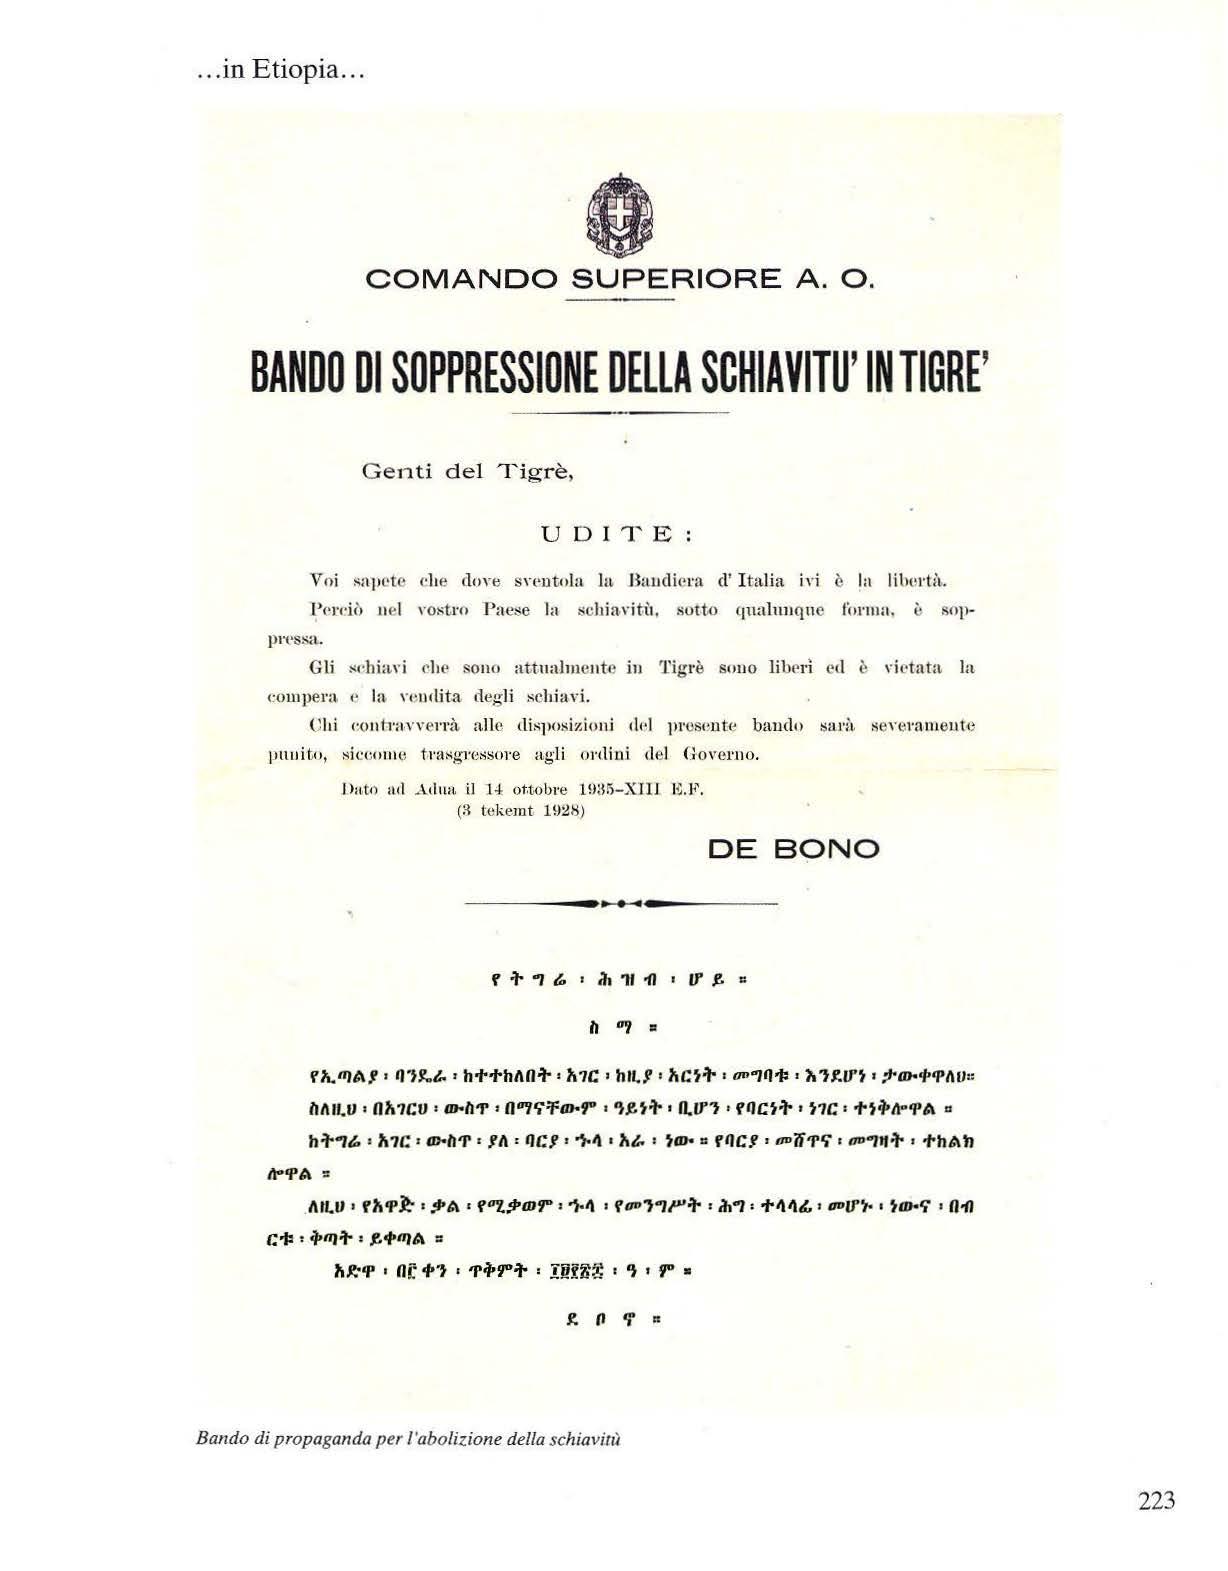 ...in Etiopia...
COMANDO SUPERIORE A. O.
BANDO DI SOPPRESSIONE DELLA SCHIAVITU' IN TIGRE'
Genti del Tigrè,
UDITE:
Voi sapete che dove sventola la Bandiera d'Italia ivi è la libertà.
Perciò nel vostro Paese la schiavitù, sotto qualunque forma, è sop-
pressa.
Gli schiavi che sono attualmente in Tigrè sono liberi ed è vietata la
compera e la vendita degli schiavi.
Chi contravverrà alle disposizioni del presente bando sarà severamente
punito, siccome trasgressore agli ordini del Governo.
Dato ad Adua il 14 ottobre 1935-XIII E.F.
(3 tekemt 1928)
DE BONO
የትግሬ ፡ ሕዝብ ፡ ሆይ ።
ስማ ።
የኢጣልያ ፡ ባንዴራ ፡ ከተተከለበት ፡ አገር ፡ ከዚያ ፡ አርነት ፡ መግባቱ ፡ እንደሆነ ፡ ታውቀዋለህ።
ስለዚህ ፡ በአገርህ ፡ ውስጥ ፡ በማናቸውም ፡ ዓይነት ፡ ቢሆን ፡ የባርነት ፡ ነገር ፡ ተነቅሎዋል ።
ከትግሬ ፡ አገር ፡ ውስጥ ፡ ያለ ፡ ባርያ ፡ ኁላ ፡ አራ ፡ ነው ። የባርያ ፡ መሸጥና ፡ መግዛት ፡ ተከልክ
ሎዋል ።
ለዚህ ፡ የአዋጅ ፡ ቃል ፡ የሚቃወም ፡ ኁላ ፡ የመንግሥት ፡ ሕግ ፡ ተላላፊ ፡ መሆኑ ፡ ነውና ፡ በብ
ርቱ ፡ ቅጣት ፡ ይቀጣል ።
አድዋ ፡ በ፫ ቀን ፡ ጥቅምት ፡ ፲፱፻፳፰ ፡ ዓ ፡ ም ።
ደቦኖ ።
Bando di propaganda per l'abolizione della schiavitù
223